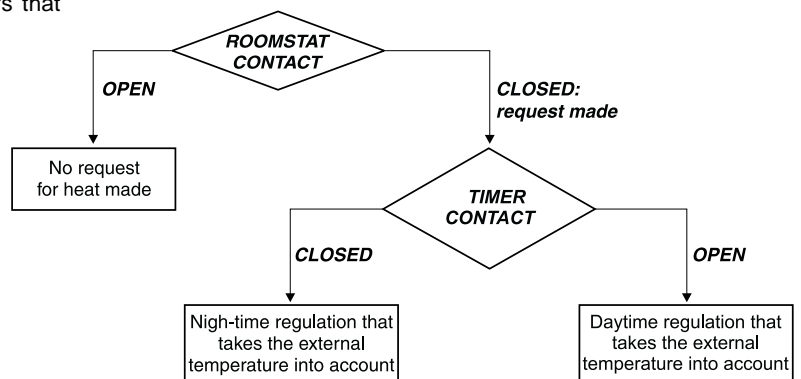 s that
ROOMSTAT
CONTACT
OPEN
CLOSED:
request made
No request
for heat made
TIMER
CONTACT
CLOSED
OPEN
Nigh-time regulation that
takes the external
temperature into account
Daytime regulation that
takes the external
temperature into account